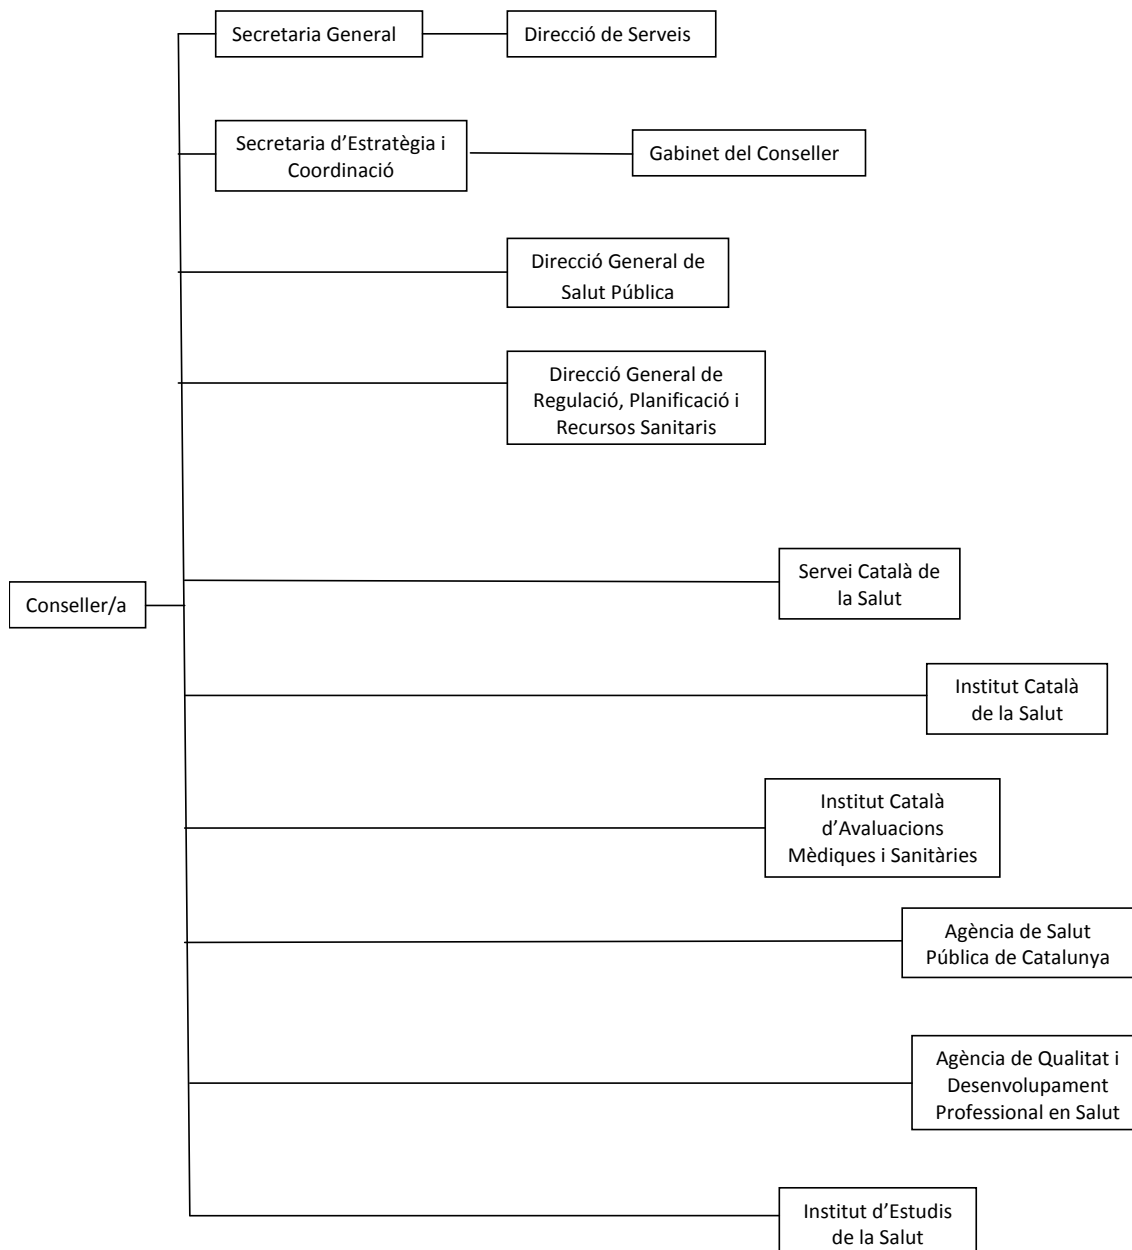 Secretaria General
Direcció de Serveis
Secretaria d’Estratègia i
Coordinació
Gabinet del Conseller
Direcció General de
Salut Pública
Direcció General de
Regulació, Planificació i
Recursos Sanitaris
Servei Català de
la Salut
Conseller/a
Institut Català
de la Salut
Institut Català
d’Avaluacions
Mèdiques i Sanitàries
Agència de Salut
Pública de Catalunya
Agència de Qualitat i
Desenvolupament
Professional en Salut
Institut d’Estudis
de la Salut